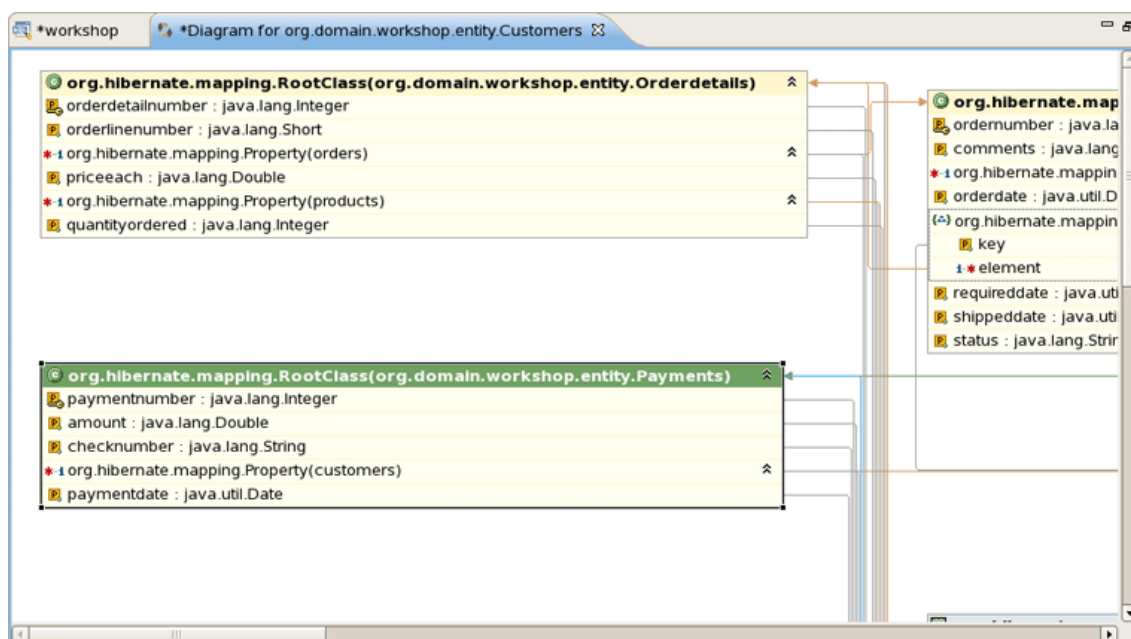 *workshop
*Diagram for org.domain.workshop.entity.Customers
org.hibernate.mapping.RootClass(org.domain.workshop.entity.Orderdetails)
orderdetailnumber : java.lang.Integer
orderlinenumber : java.lang.Short
org.hibernate.mapping.Property(orders)
priceeach : java.lang.Double
org.hibernate.mapping.Property(products)
quantityordered : java.lang.Integer
org.hibernate.map
ordernumber : java.la
comments : java.lang
org.hibernate.mappin
orderdate : java.util.D
org.hibernate.mappin
key
element
requireddate : java.uti
shippeddate : java.uti
status : java.lang.Strin
org.hibernate.mapping.RootClass(org.domain.workshop.entity.Payments)
paymentnumber : java.lang.Integer
amount : java.lang.Double
checknumber : java.lang.String
org.hibernate.mapping.Property(customers)
paymentdate : java.util.Date